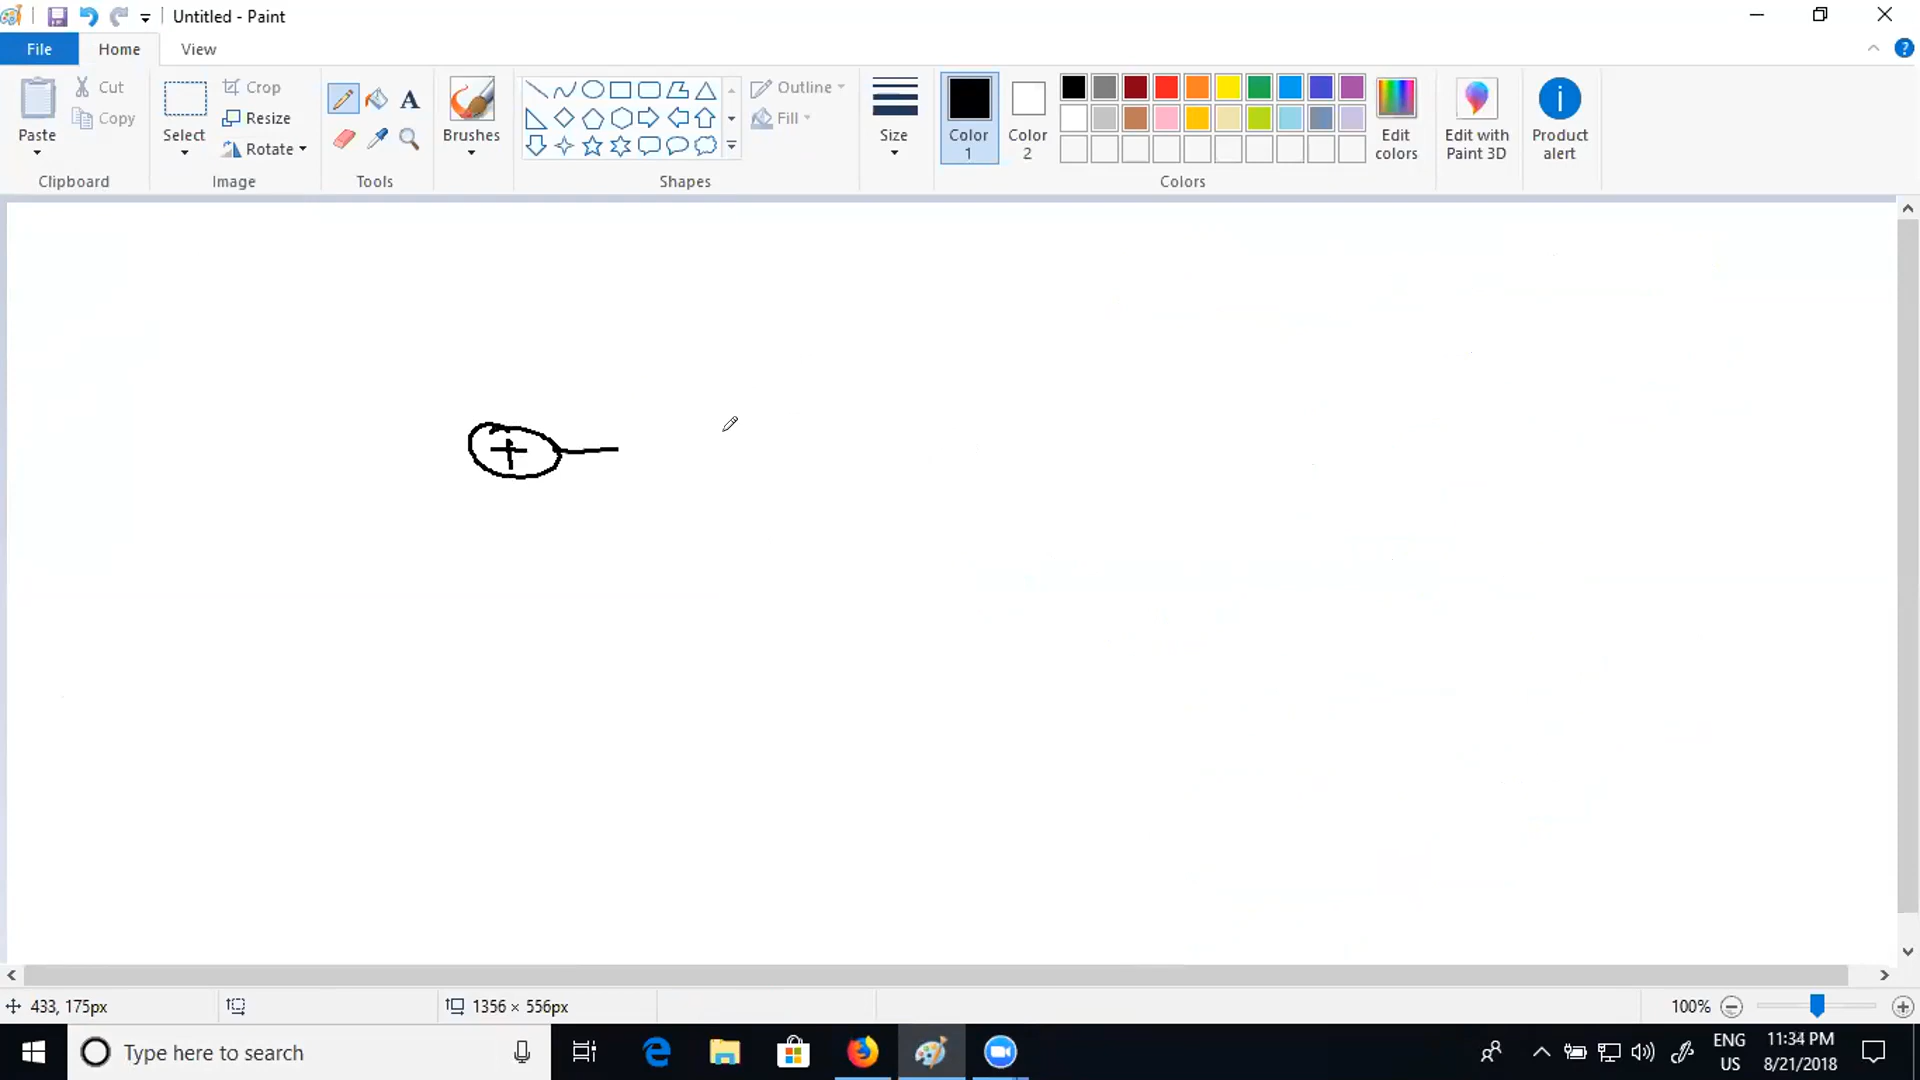 Untitled - Paint
File Home View
Paste
Cut
Copy
Clipboard
Select
Crop
Resize
Rotate
Image
A
Tools
Brushes
Shapes
Outline
Fill
Size
Color
1
Color
2
Colors
Edit
colors
Edit with
Paint 3D
Product
alert
+
433, 175px
1356 × 556px
100%
Type here to search
ENG
US
11:34 PM
8/21/2018